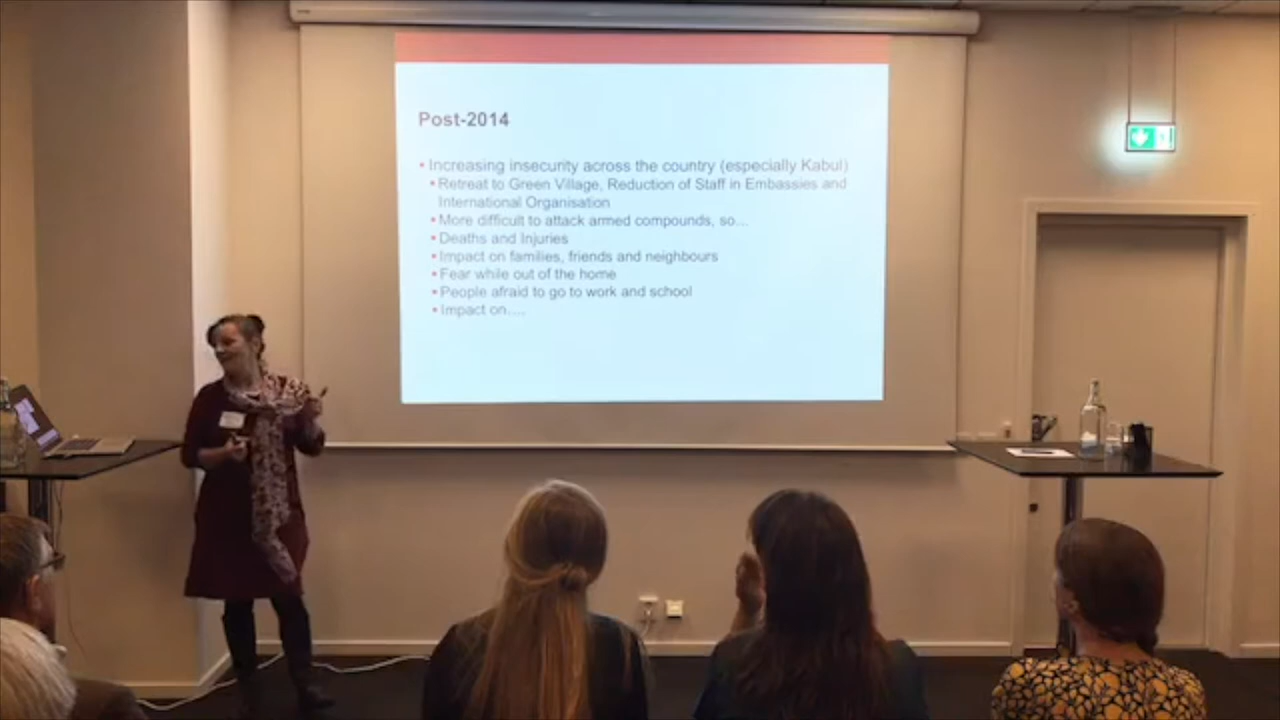 Post-2014
Increasing insecurity across the country (especially Kabul)
Retreat to Green Village, Reduction of Staff in Embassies and
International Organisation
More difficult to attack armed compounds, so...
Deaths and Injuries
Impact on families, friends and neighbours
Fear while out of the home
People afraid to go to work and school
Impact on....